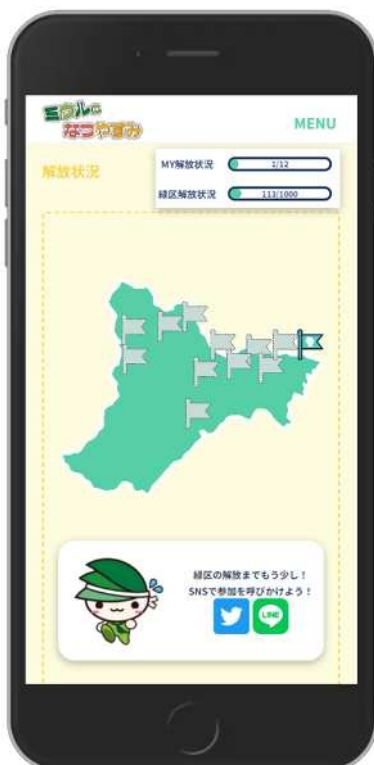 ミウルの
なつやすみ
MENU
解放状況
MY解放状況 1/12
緑区解放状況 113/1000
緑区の解放までもう少し！
SNSで参加を呼びかけよう！
LINE